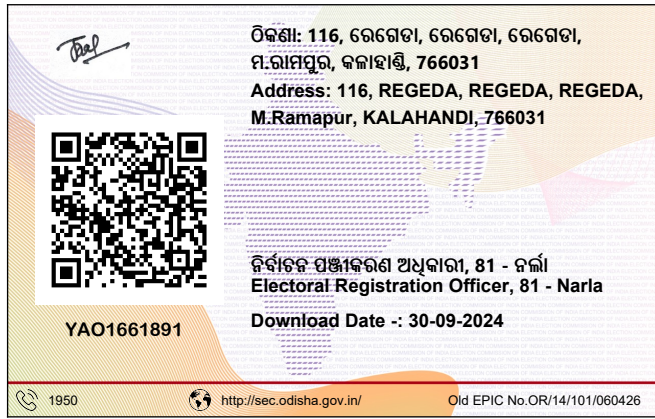 ଠିକଣା: 116, ରେଗେଡା, ରେଗେଡା, ରେଗେଡା,
ମ.ରାମପୁର, କଳାହାଣ୍ଡି, 766031
Address: 116, REGEDA, REGEDA, REGEDA,
M.Ramapur, KALAHANDI, 766031
ନିର୍ବାଚନ ପଞ୍ଜୀକରଣ ଅଧିକାରୀ, 81 - ନର୍ଲା
Electoral Registration Officer, 81 - Narla
YAO1661891
Download Date -: 30-09-2024
1950
http://sec.odisha.gov.in/
Old EPIC No.OR/14/101/060426